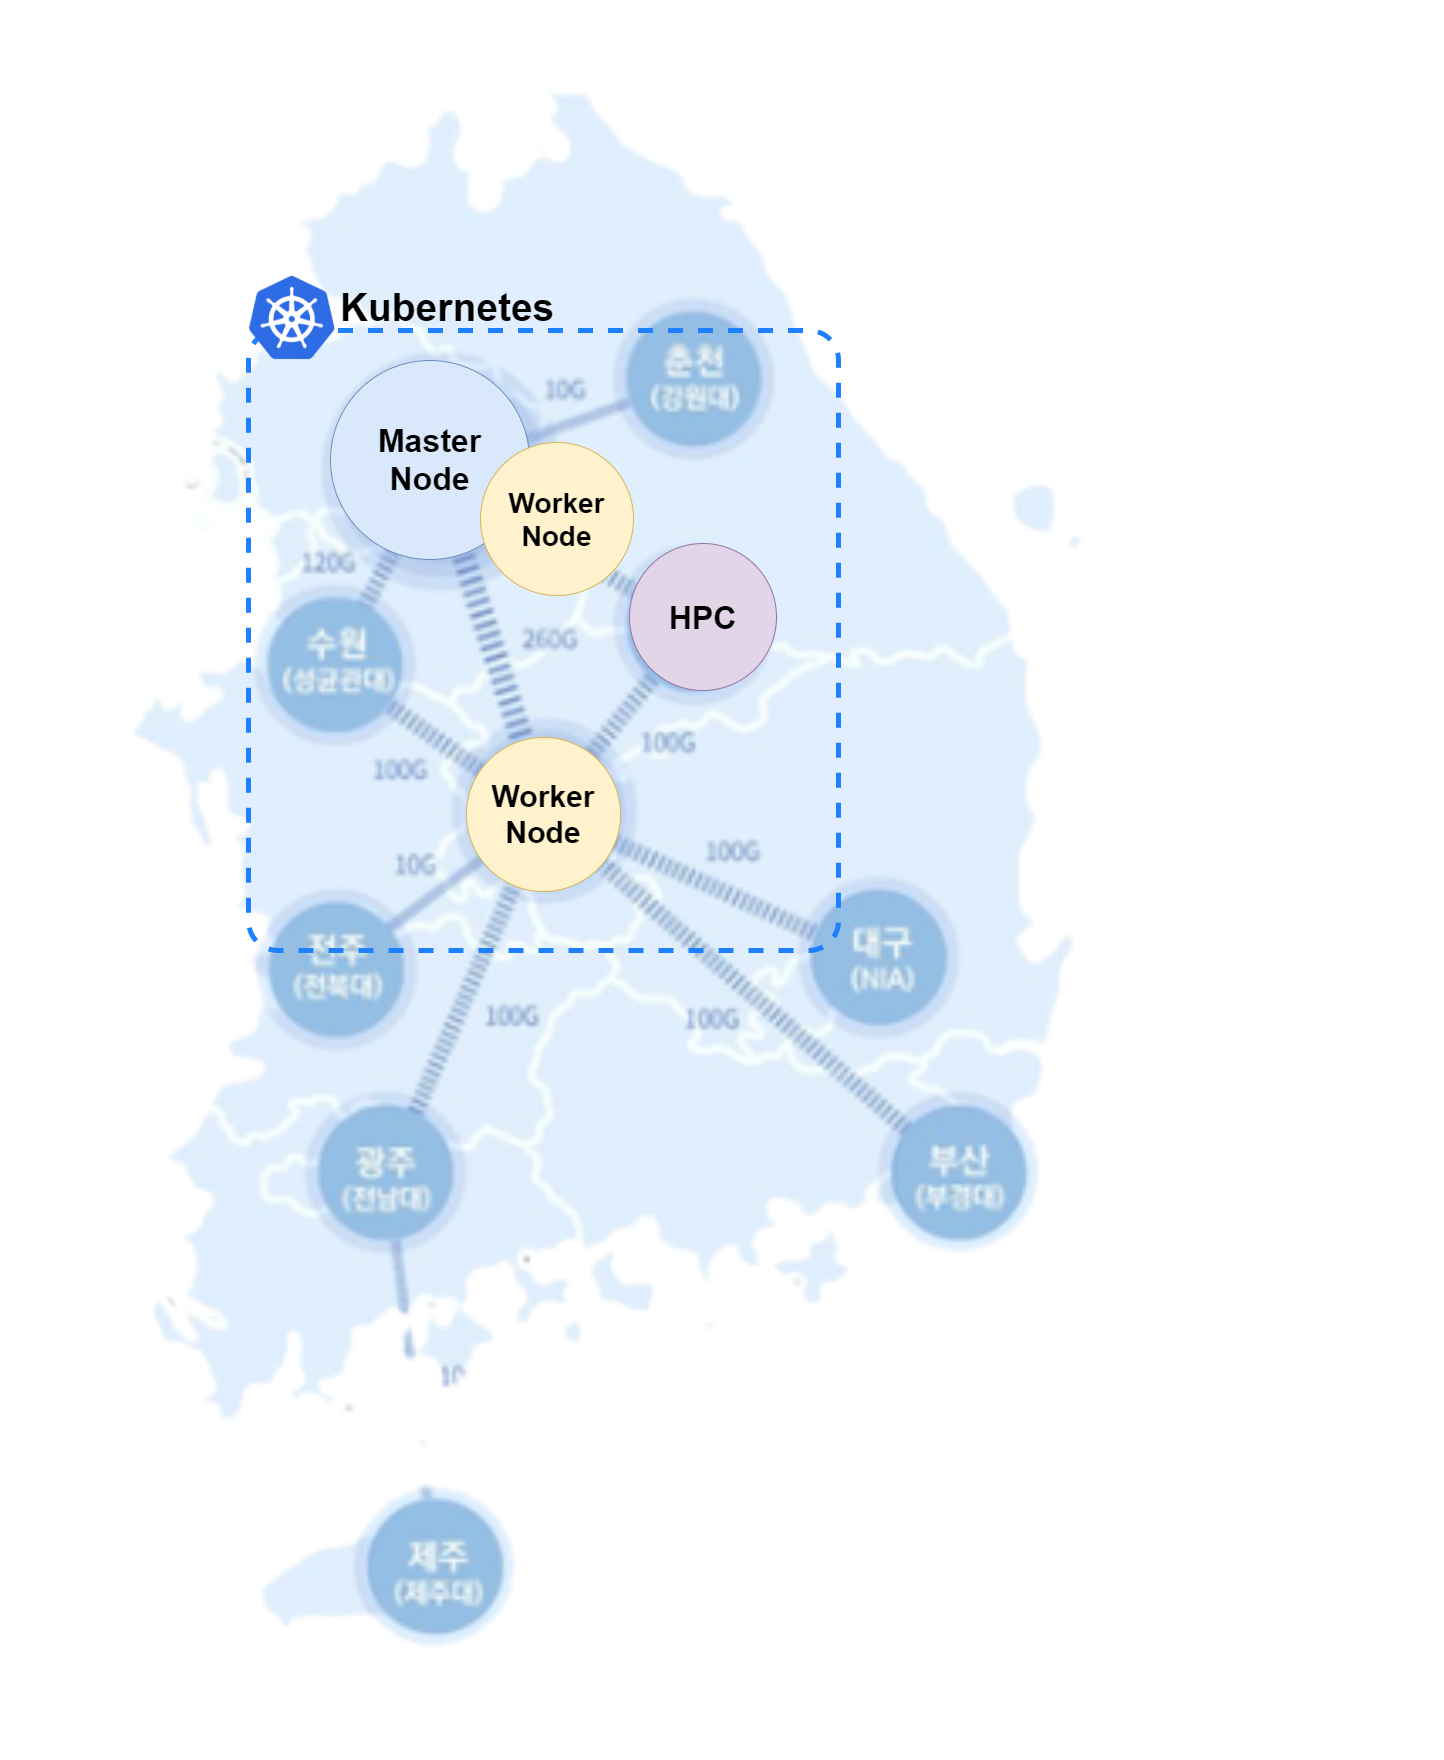 Kubernetes
춘천
(강원대)
10G
Master
Node
Worker
Node
120G
HPC
수원
(성균관대)
260G
100G
100G
Worker
Node
10G
100G
전주
(전북대)
대구
(NIA)
100G
100G
광주
(전남대)
부산
(부경대)
제주
(제주대)